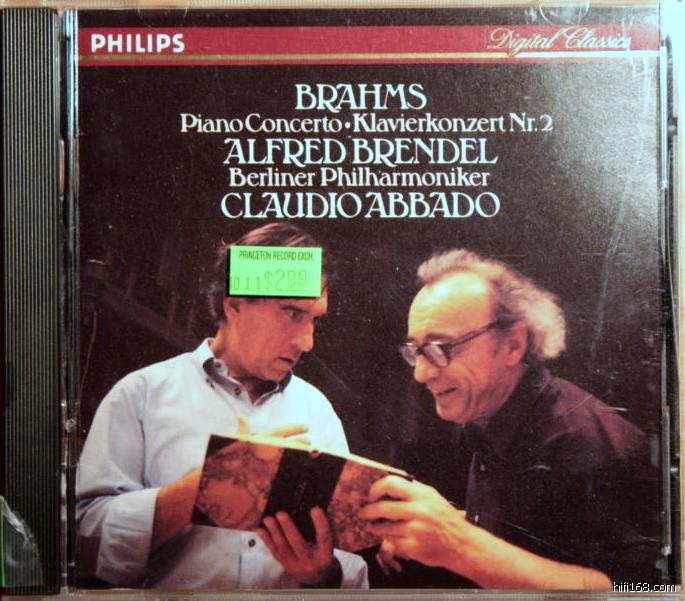 PHILIPS
Digital Classics
BRAHMS
Piano Concerto • Klavierkonzert Nr. 2
ALFRED BRENDEL
Berliner Philharmoniker
CLAUDIO ABBADO
PRINCETON RECORD EXCH.
1011 $2.99
hifi168.com